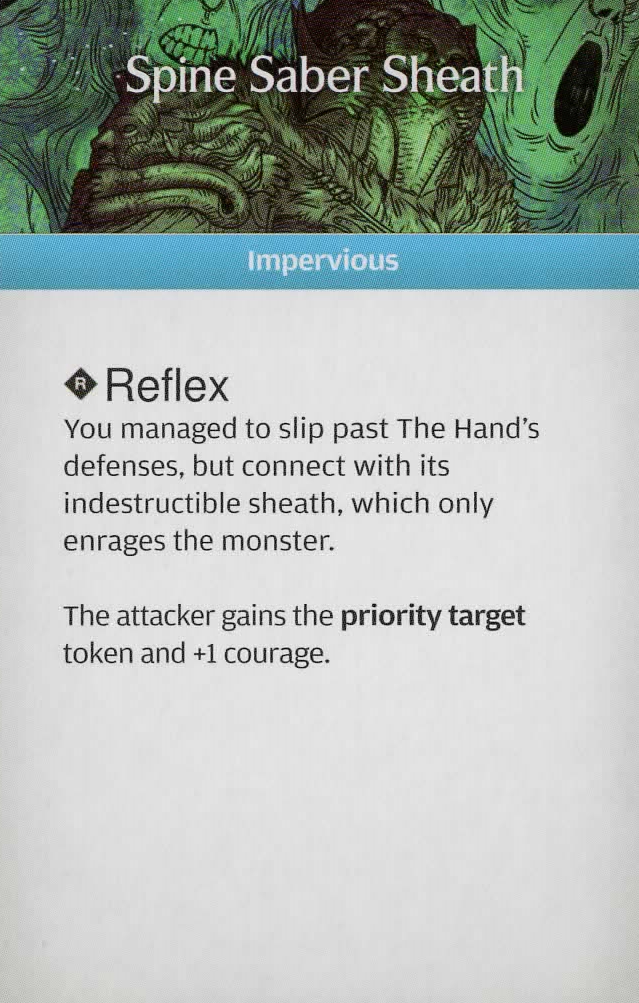 Spine Saber Sheath
Impervious
R Reflex
You managed to slip past The Hand's
defenses, but connect with its
indestructible sheath, which only
enrages the monster.
The attacker gains the priority target
token and +1 courage.